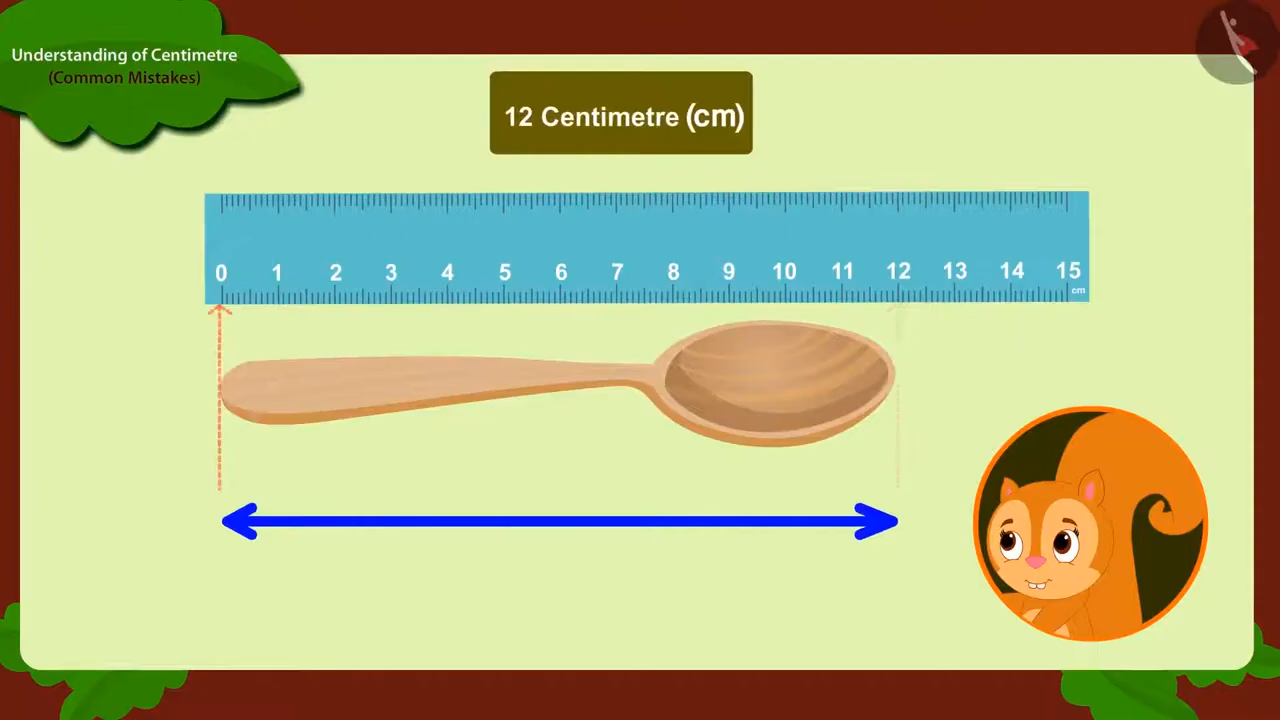 Understanding of Centimetre
(Common Mistakes)
12 Centimetre (cm)
0 1 2 3 4 5 6 7 8 9 10 11 12 13 14 15
cm